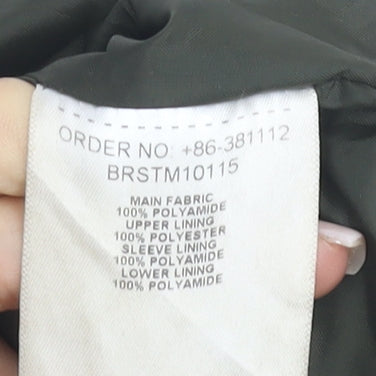 ORDER NO: +86-381112
BRSTM10115
MAIN FABRIC
100% POLYAMIDE
UPPER LINING
100% POLYESTER
SLEEVE LINING
100% POLYAMIDE
LOWER LINING
100% POLYAMIDE